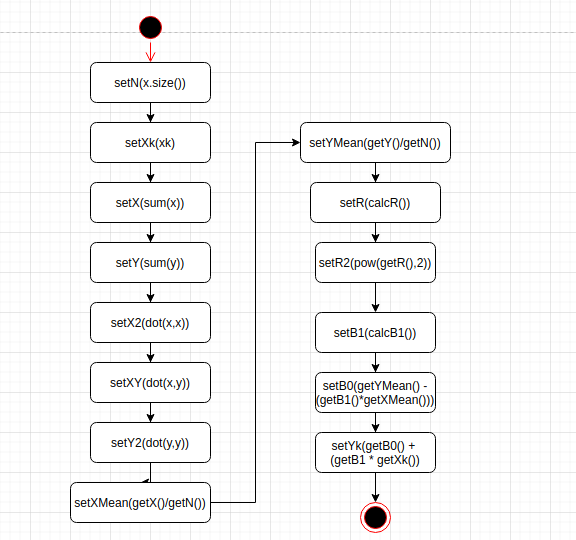 setN(x.size())
setXk(xk)
setX(sum(x))
setY(sum(y))
setX2(dot(x,x))
setXY(dot(x,y))
setY2(dot(y,y))
setXMean(getX()/getN())
setYMean(getY()/getN())
setR(calcR())
setR2(pow(getR(),2))
setB1(calcB1())
setB0(getYMean() -
(getB1()*getXMean()))
setYk(getB0() +
(getB1 * getXk())